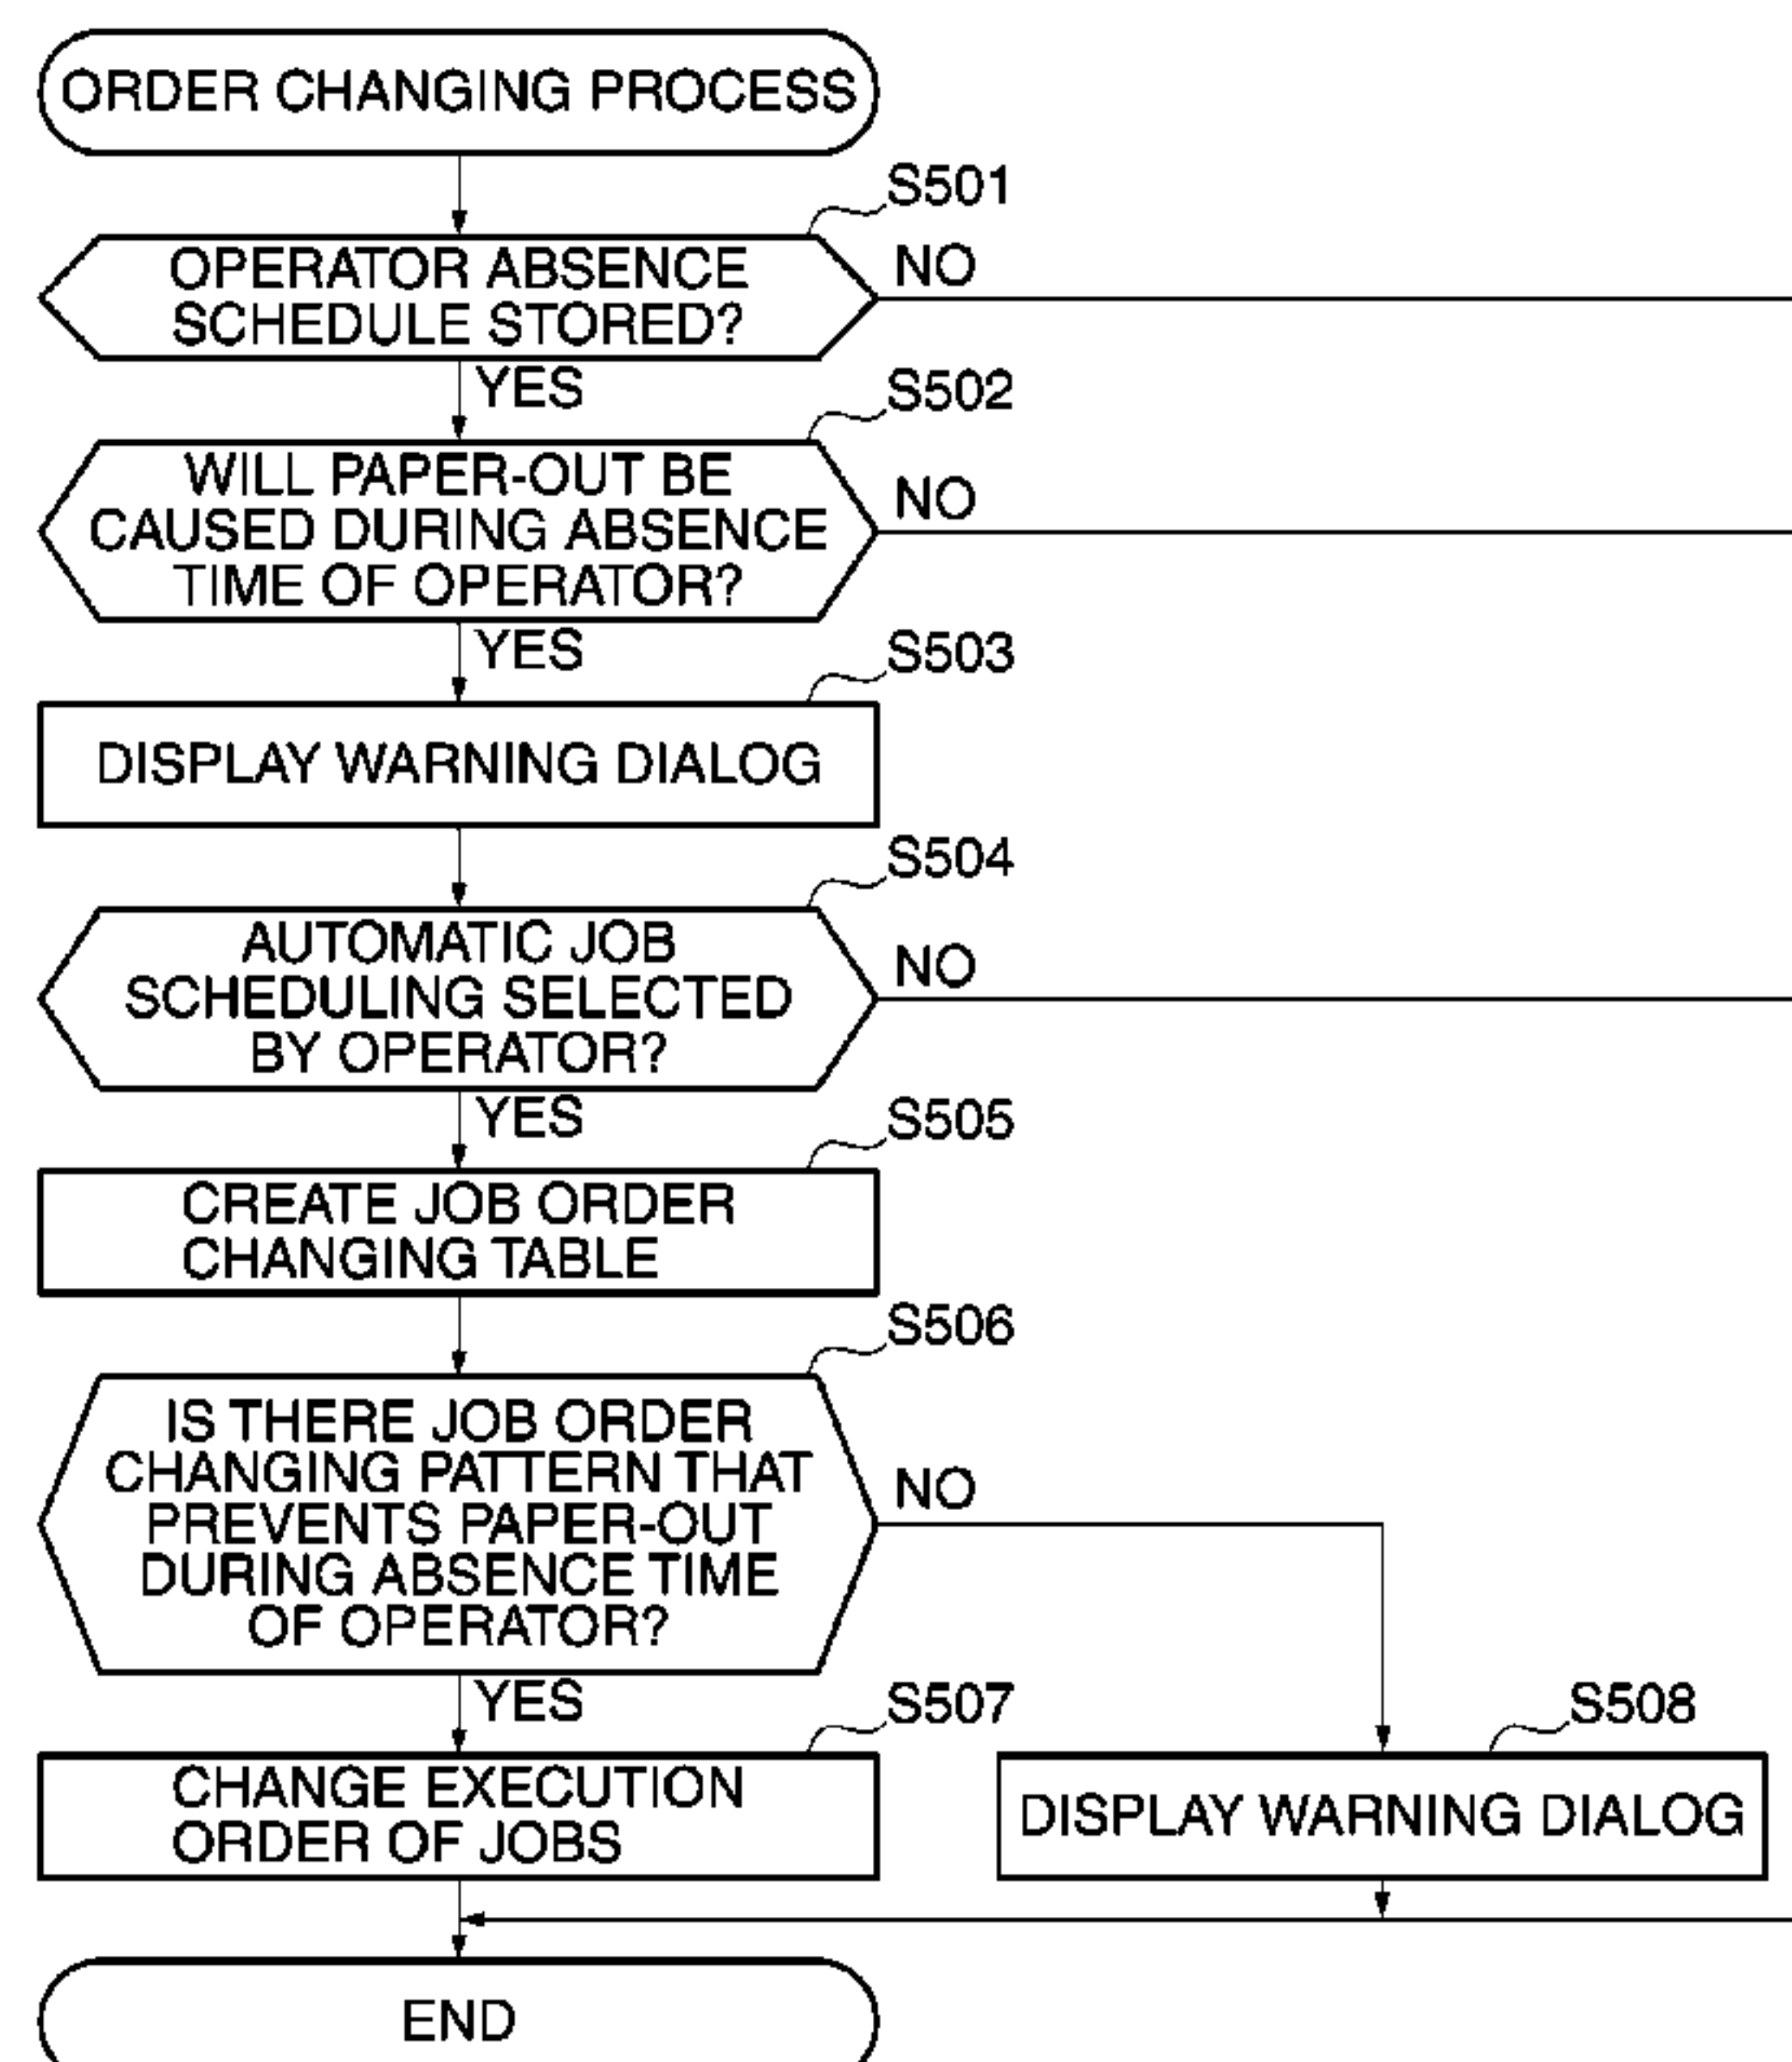 ORDER CHANGING PROCESS
S501
OPERATOR ABSENCE
SCHEDULE STORED?
NO
YES
S502
WILL PAPER-OUT BE
CAUSED DURING ABSENCE
TIME OF OPERATOR?
NO
YES
S503
DISPLAY WARNING DIALOG
S504
AUTOMATIC JOB
SCHEDULING SELECTED
BY OPERATOR?
NO
YES
S505
CREATE JOB ORDER
CHANGING TABLE
S506
IS THERE JOB ORDER
CHANGING PATTERN THAT
PREVENTS PAPER-OUT
DURING ABSENCE TIME
OF OPERATOR?
NO
YES
S507
CHANGE EXECUTION
ORDER OF JOBS
S508
DISPLAY WARNING DIALOG
END